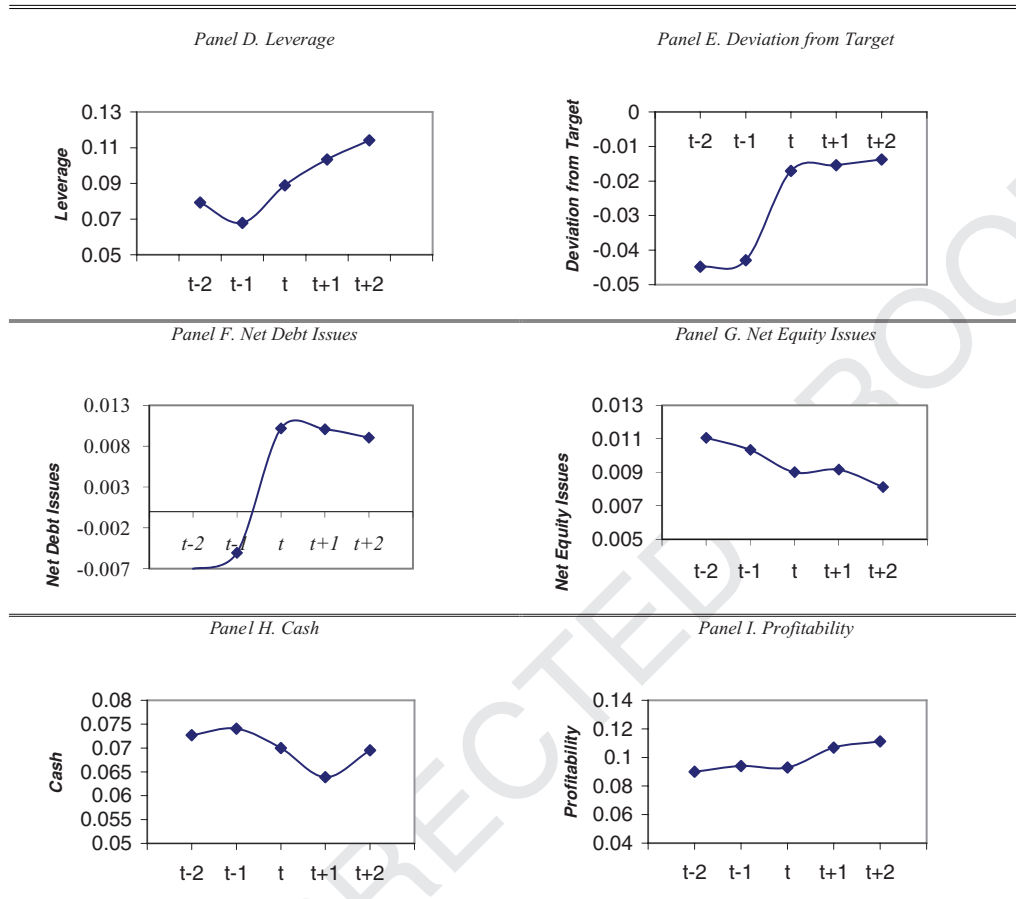 Panel D. Leverage
Panel E. Deviation from Target
Leverage
0.13
0.11
0.09
0.07
0.05
t-2 t-1 t t+1 t+2
Deviation from Target
0
-0.01
-0.02
-0.03
-0.04
-0.05
t-2 t-1 t t+1 t+2
Panel F. Net Debt Issues
Panel G. Net Equity Issues
Net Debt Issues
0.013
0.008
0.003
-0.002
-0.007
t-2 t-1 t t+1 t+2
Net Equity Issues
0.013
0.011
0.009
0.007
0.005
t-2 t-1 t t+1 t+2
Panel H. Cash
Panel I. Profitability
Cash
0.08
0.075
0.07
0.065
0.06
0.055
0.05
t-2 t-1 t t+1 t+2
Profitability
0.14
0.12
0.1
0.08
0.06
0.04
t-2 t-1 t t+1 t+2
RECTED PROO